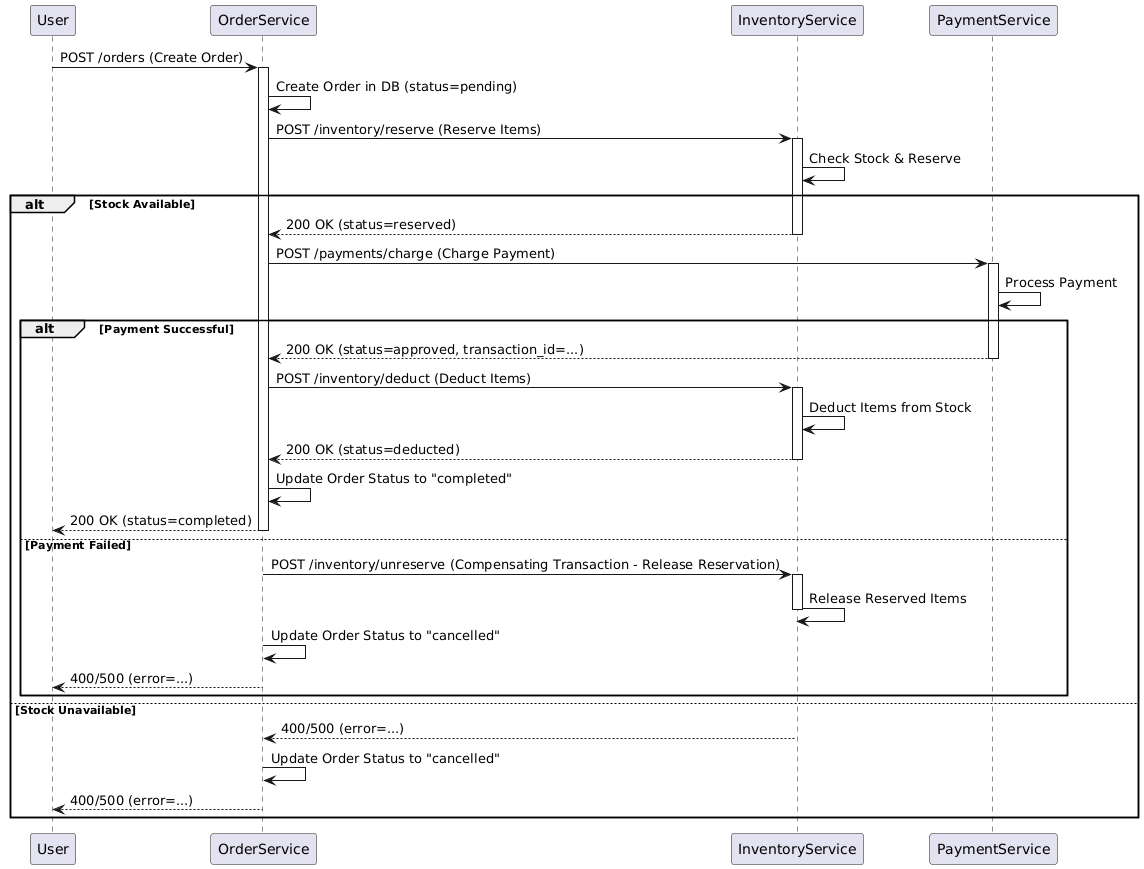 User
OrderService
InventoryService
PaymentService
POST /orders (Create Order)
Create Order in DB (status=pending)
POST /inventory/reserve (Reserve Items)
Check Stock & Reserve
alt
[Stock Available]
200 OK (status=reserved)
POST /payments/charge (Charge Payment)
Process Payment
alt
[Payment Successful]
200 OK (status=approved, transaction_id=...)
POST /inventory/deduct (Deduct Items)
Deduct Items from Stock
200 OK (status=deducted)
Update Order Status to "completed"
200 OK (status=completed)
[Payment Failed]
POST /inventory/unreserve (Compensating Transaction - Release Reservation)
Release Reserved Items
Update Order Status to "cancelled"
400/500 (error=...)
[Stock Unavailable]
400/500 (error=...)
Update Order Status to "cancelled"
400/500 (error=...)
User
OrderService
InventoryService
PaymentService